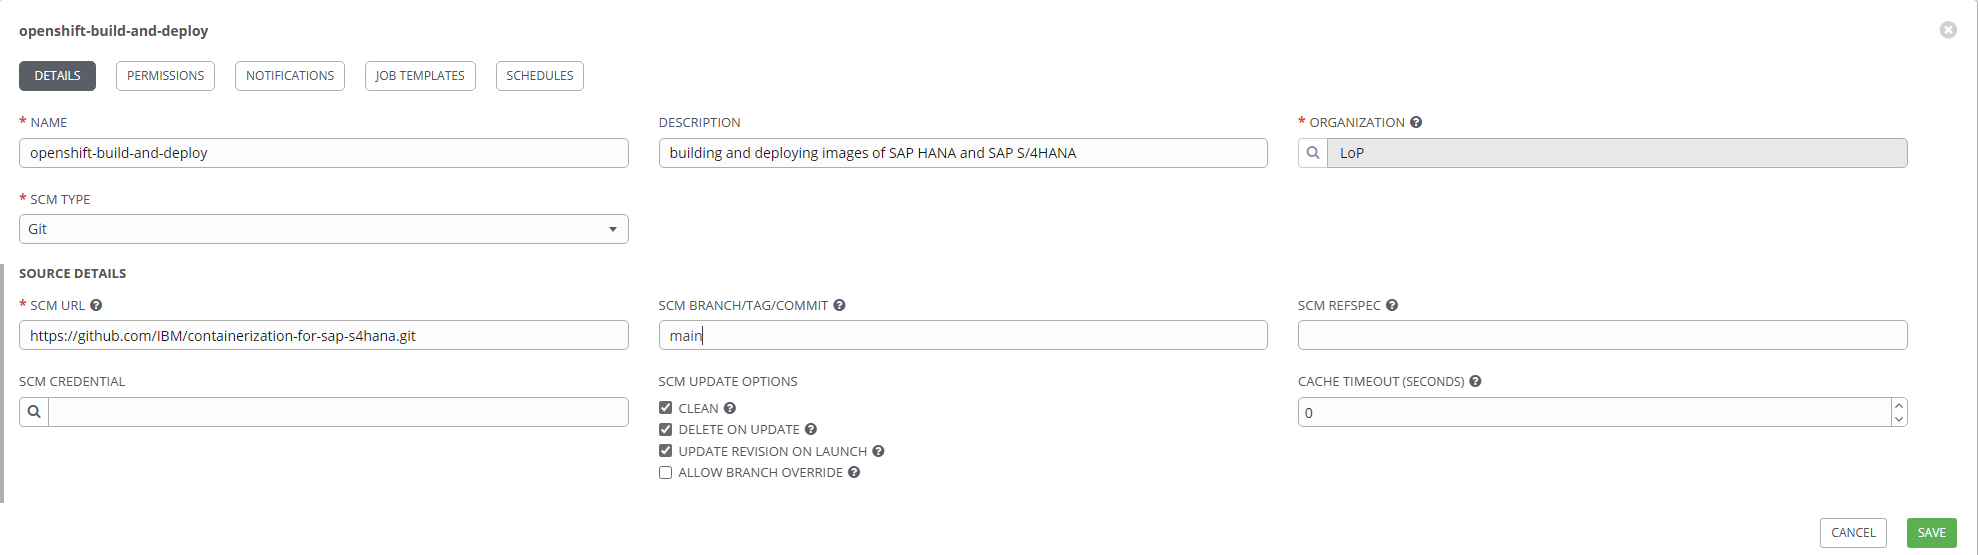 openshift-build-and-deploy
DETAILS PERMISSIONS NOTIFICATIONS JOB TEMPLATES SCHEDULES
* NAME DESCRIPTION * ORGANIZATION
openshift-build-and-deploy building and deploying images of SAP HANA and SAP S/4HANA LoP
* SCM TYPE
Git
SOURCE DETAILS
* SCM URL SCM BRANCH/TAG/COMMIT SCM REFSPEC
https://github.com/IBM/containerization-for-sap-s4hana.git main
SCM CREDENTIAL SCM UPDATE OPTIONS CACHE TIMEOUT (SECONDS)
CLEAN 0
DELETE ON UPDATE
UPDATE REVISION ON LAUNCH
ALLOW BRANCH OVERRIDE
CANCEL SAVE